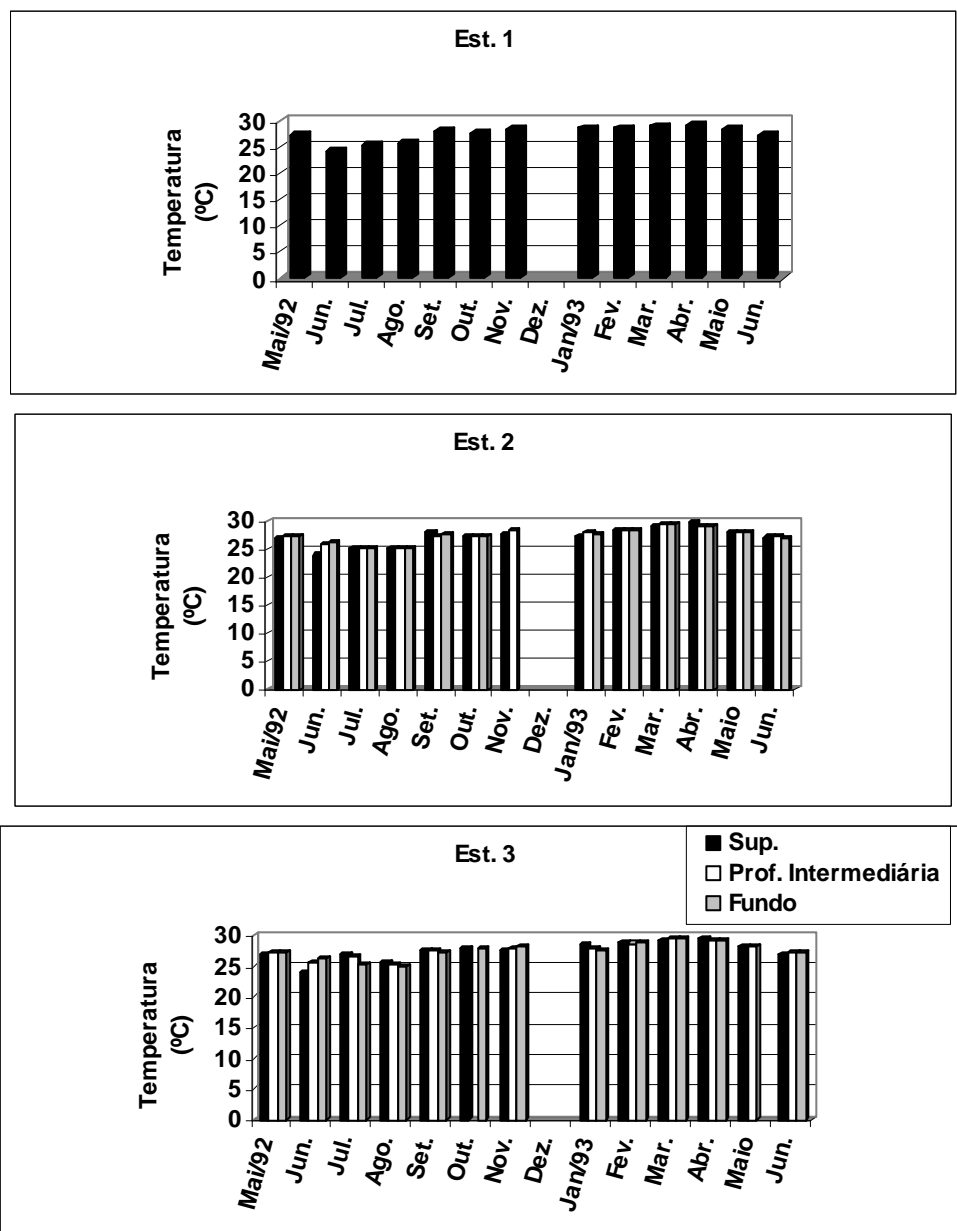 Est. 1
Temperatura
(ºC)
30
25
20
15
10
5
0
Mai/92 Jun. Jul. Ago. Set. Out. Nov. Dez. Jan/93 Fev. Mar. Abr. Maio Jun.
Est. 2
Temperatura
(ºC)
30
25
20
15
10
5
0
Mai/92 Jun. Jul. Ago. Set. Out. Nov. Dez. Jan/93 Fev. Mar. Abr. Maio Jun.
Est. 3
Sup.
Prof. Intermediária
Fundo
Temperatura
(ºC)
30
25
20
15
10
5
0
Mai/92 Jun. Jul. Ago. Set. Out. Nov. Dez. Jan/93 Fev. Mar. Abr. Maio Jun.